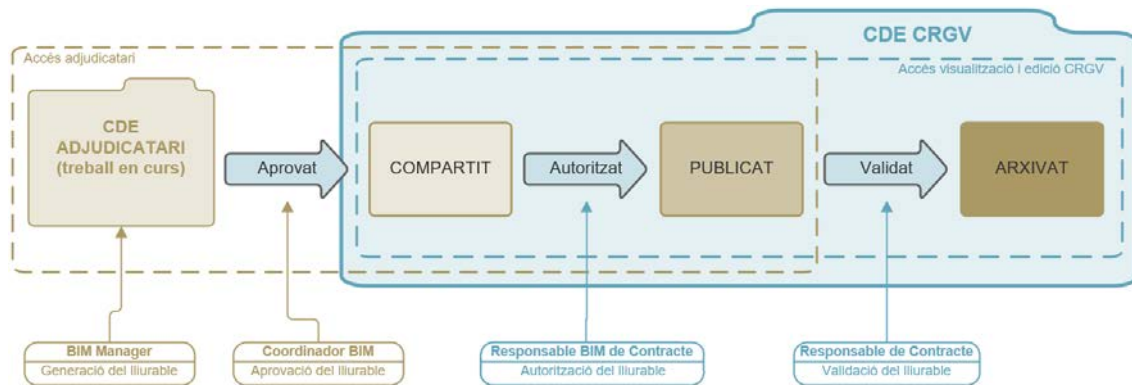 CDE CRGV
Accés adjudicatari
Accès visualització i edició CRGV
CDE
ADJUDICATARI
(treball en curs)
Aprovat
COMPARTIT
Autoritzat
PUBLICAT
Validat
ARXIVAT
BIM Manager
Generació del lliurable
Coordinador BIM
Aprovació del lliurable
Responsable BIM de Contracte
Autorització del lliurable
Responsable de Contracte
Validació del lliurable